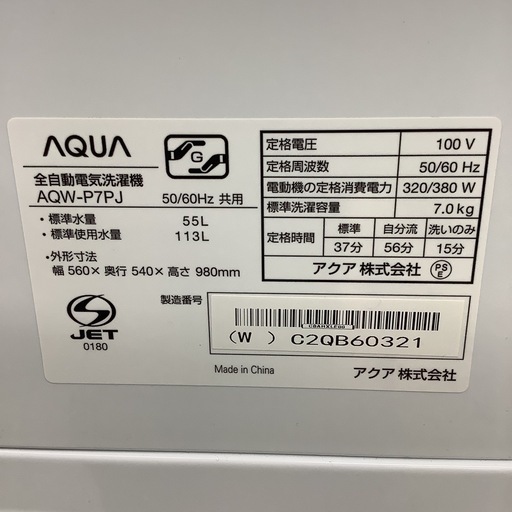 AQUA
G
全自動電気洗濯機
AQW-P7PJ 50/60Hz 共用
・標準水量 55L
・標準使用水量 113L
・外形寸法
幅 560× 奥行 540× 高さ 980mm
定格電圧 100 V
定格周波数 50/60 Hz
電動機の定格消費電力 320/380 W
標準洗濯容量 7.0kg
定格時間 標準 自分流 洗いのみ
37分 56分 15分
アクア 株式会社 PSE
S
JET
0180
製造番号
(W ) C2QB60321
Made in China
アクア 株式会社